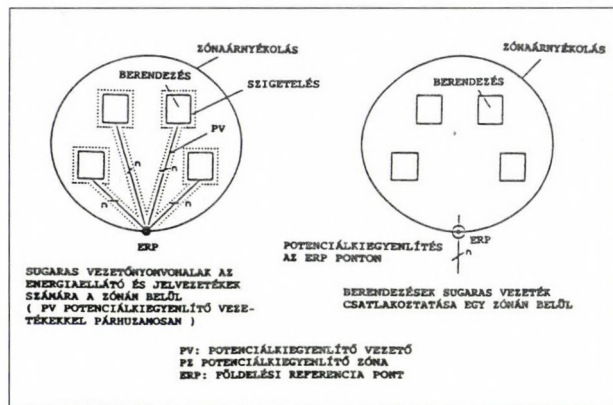 ZÓNAÁRNYÉKOLÁS
BERENDEZÉS
SZIGETELÉS
PV
n
n
n
n
ERP
SUGARAS VEZETŐNYOMVONALAK AZ
ENERGIAELLÁTÓ ÉS JELVEZETÉKEK
SZÁMÁRA A ZÓNÁN BELÜL
( PV POTENCIÁLKIEGYENLÍTŐ VEZE-
TÉKEKKEL PÁRHUZAMOSAN )
ZÓNAÁRNYÉKOLÁS
BERENDEZÉS
ERP
n
POTENCIÁLKIEGYENLÍTÉS
AZ ERP PONTON
BERENDEZÉSEK SUGARAS VEZETÉK
CSATLAKOZTATÁSA EGY ZÓNÁN BELÜL
PV: POTENCIÁLKIEGYENLÍTŐ VEZETŐ
PZ POTENCIÁLKIEGYENLÍTŐ ZÓNA
ERP: FÖLDELÉSI REFERENCIA PONT